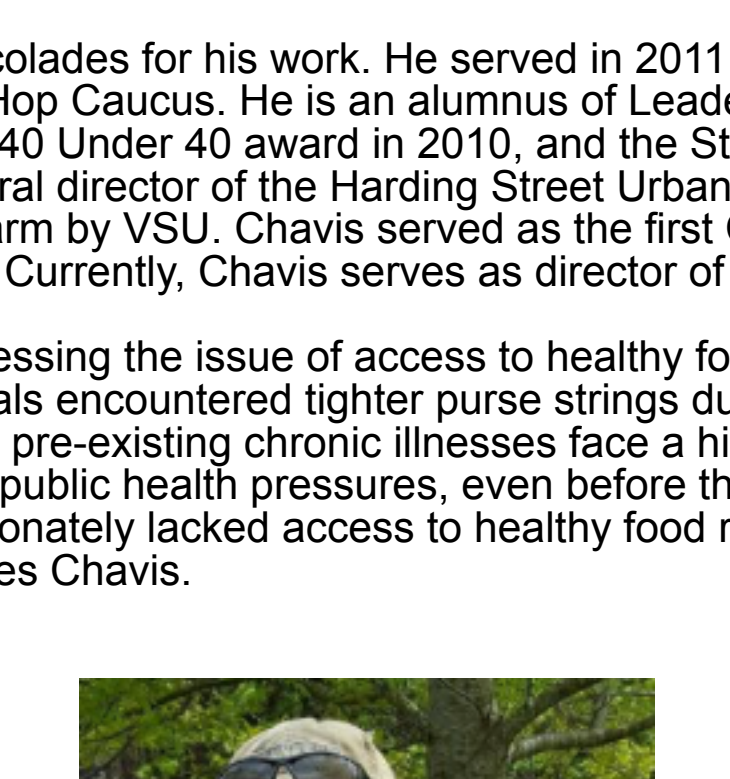 colades for his work. He served in 2011
Hop Caucus. He is an alumnus of Leade
40 Under 40 award in 2010, and the St
ral director of the Harding Street Urban
arm by VSU. Chavis served as the first
Currently, Chavis serves as director of
essing the issue of access to healthy fo
als encountered tighter purse strings du
pre-existing chronic illnesses face a hi
public health pressures, even before th
onately lacked access to healthy food
es Chavis.